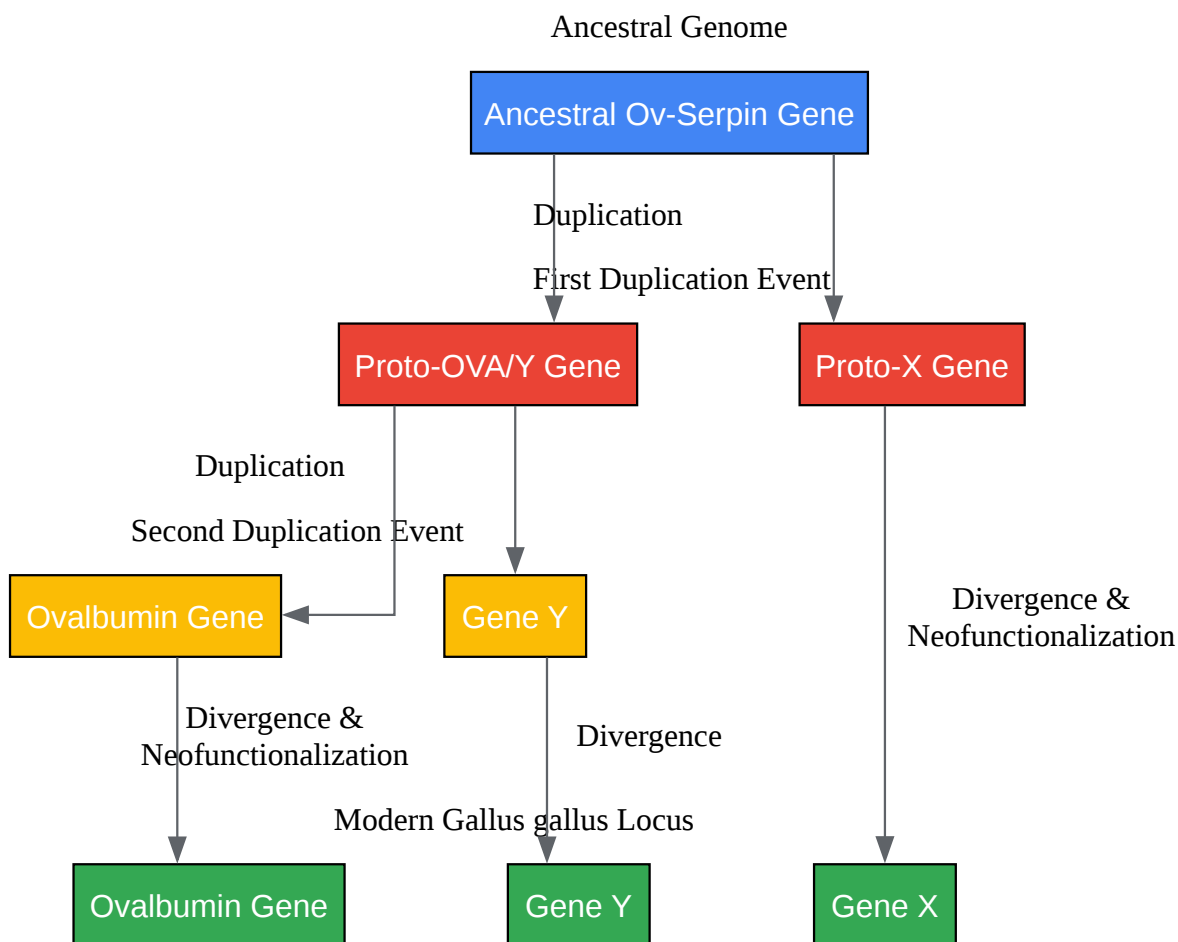 Ancestral Genome
Ancestral Ov-Serpin Gene
Duplication
First Duplication Event
Proto-OVA/Y Gene
Proto-X Gene
Duplication
Second Duplication Event
Ovalbumin Gene
Gene Y
Divergence &
Neofunctionalization
Divergence &
Neofunctionalization
Divergence
Modern Gallus gallus Locus
Ovalbumin Gene
Gene Y
Gene X